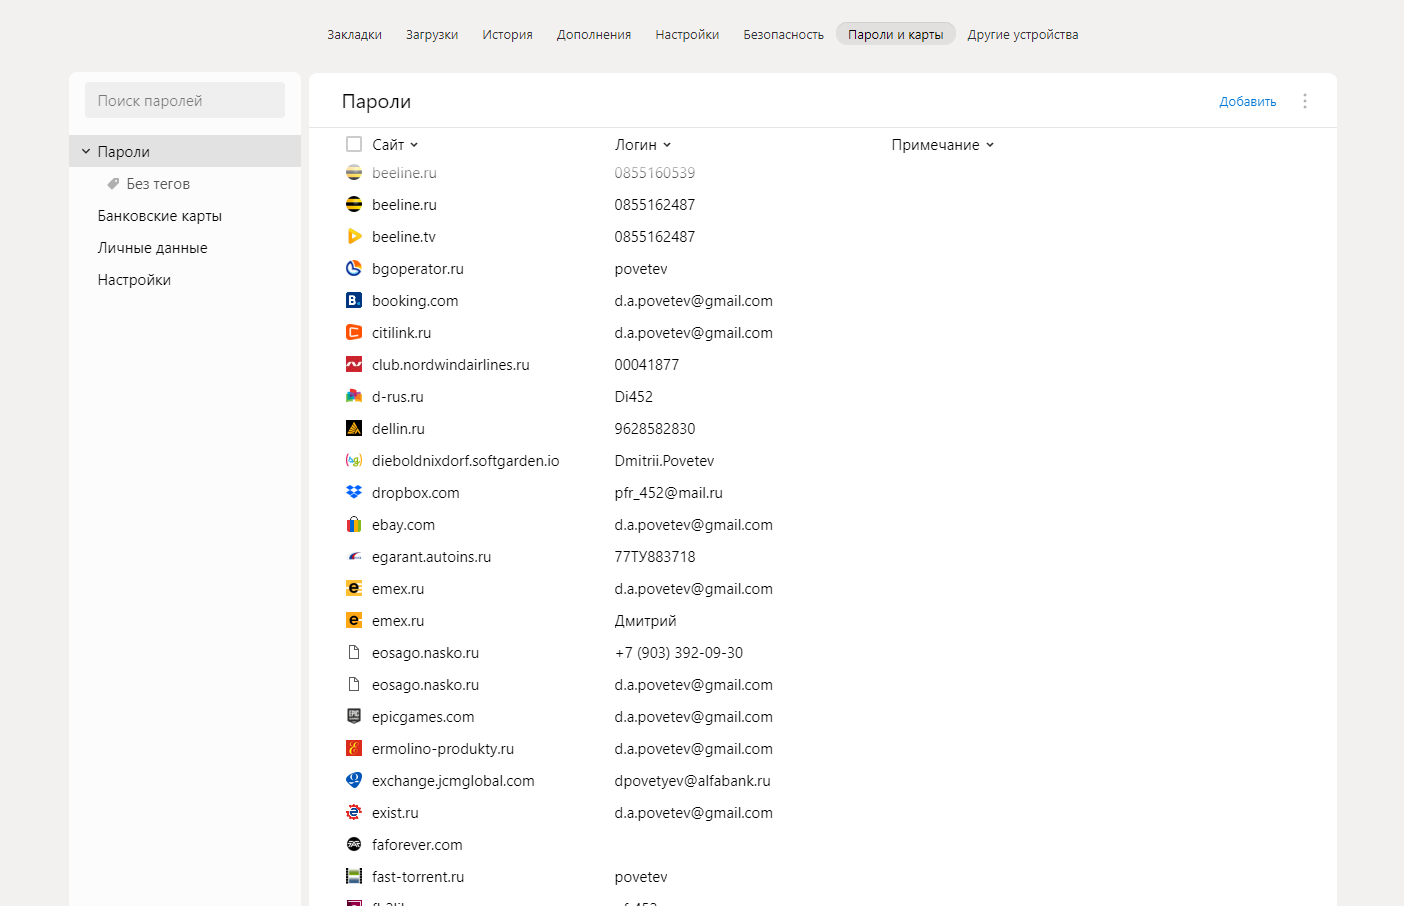 Закладки Загрузки История Дополнения Настройки Безопасность Пароли и карты Другие устройства
Поиск паролей
Пароли
Без тегов
Банковские карты
Личные данные
Настройки
Пароли Добавить
Сайт Логин Примечание
beeline.ru 0855160539
beeline.ru 0855162487
beeline.tv 0855162487
bgoperator.ru povetev
booking.com d.a.povetev@gmail.com
citilink.ru d.a.povetev@gmail.com
club.nordwindairlines.ru 00041877
d-rus.ru Di452
dellin.ru 9628582830
dieboldnixdorf.softgarden.io Dmitrii.Povetev
dropbox.com pfr_452@mail.ru
ebay.com d.a.povetev@gmail.com
egarant.autoins.ru 77ТУ883718
emex.ru d.a.povetev@gmail.com
emex.ru Дмитрий
eosago.nasko.ru +7 (903) 392-09-30
eosago.nasko.ru d.a.povetev@gmail.com
epicgames.com d.a.povetev@gmail.com
ermolino-produkty.ru d.a.povetev@gmail.com
exchange.jcmglobal.com dpovetyev@alfabank.ru
exist.ru d.a.povetev@gmail.com
faforever.com
fast-torrent.ru povetev